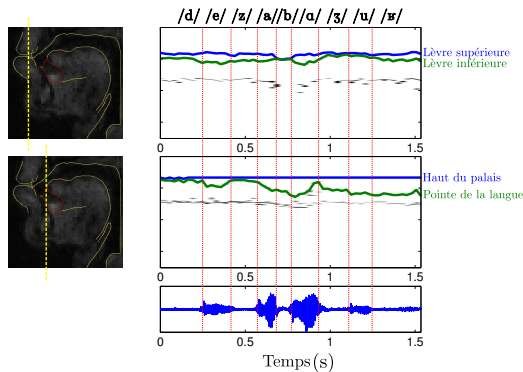 /d/ /e/ /z/ /a//b//ɑ/ /ʒ/ /u/ /ʁ/
Lèvre supérieure
Lèvre inférieure
0 0.5 1 1.5
Haut du palais
Pointe de la langue
0 0.5 1 1.5
0 0.5 1 1.5
Temps(s)